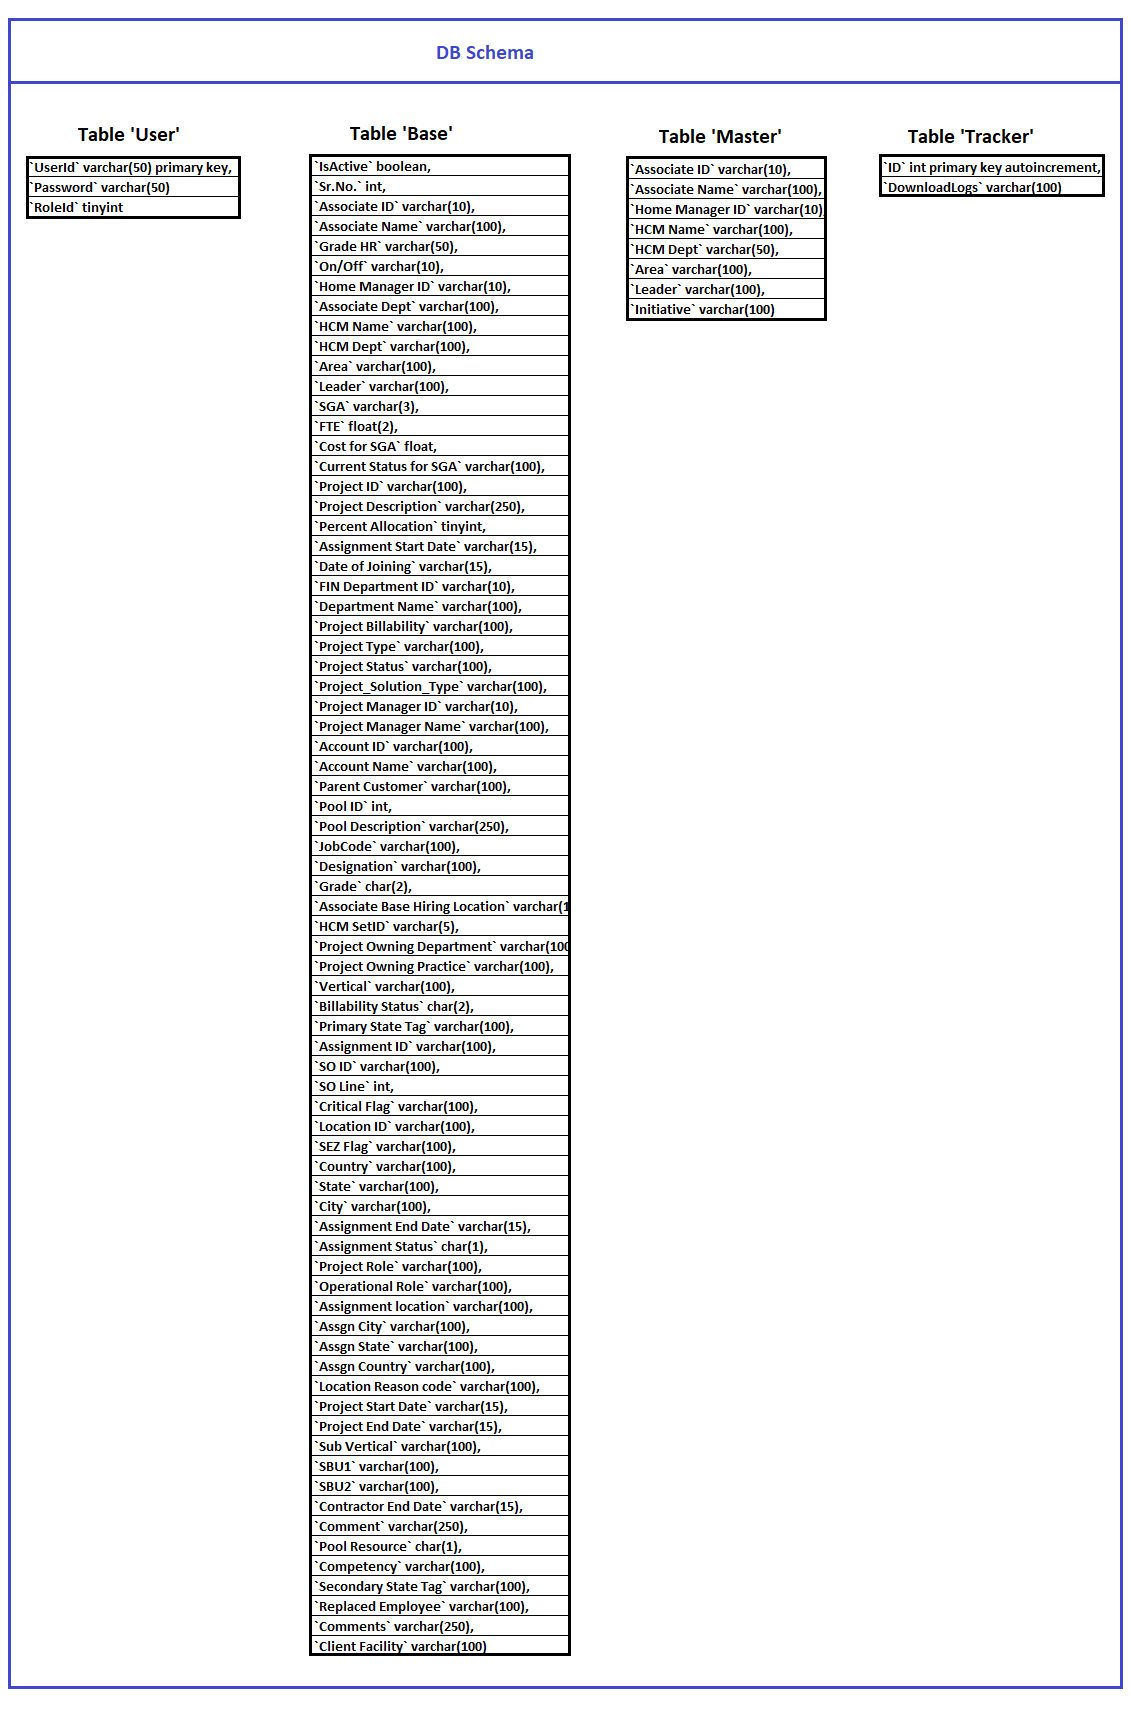 DB Schema
Table 'User'
`UserId` varchar(50) primary key,
`Password` varchar(50)
`RoleId` tinyint
Table 'Base'
`IsActive` boolean,
`Sr.No.` int,
`Associate ID` varchar(10),
`Associate Name` varchar(100),
`Grade HR` varchar(50),
`On/Off` varchar(10),
`Home Manager ID` varchar(10),
`Associate Dept` varchar(100),
`HCM Name` varchar(100),
`HCM Dept` varchar(100),
`Area` varchar(100),
`Leader` varchar(100),
`SGA` varchar(3),
`FTE` float(2),
`Cost for SGA` float,
`Current Status for SGA` varchar(100),
`Project ID` varchar(100),
`Project Description` varchar(250),
`Percent Allocation` tinyint,
`Assignment Start Date` varchar(15),
`Date of Joining` varchar(15),
`FIN Department ID` varchar(10),
`Department Name` varchar(100),
`Project Billability` varchar(100),
`Project Type` varchar(100),
`Project Status` varchar(100),
`Project_Solution_Type` varchar(100),
`Project Manager ID` varchar(10),
`Project Manager Name` varchar(100),
`Account ID` varchar(100),
`Account Name` varchar(100),
`Parent Customer` varchar(100),
`Pool ID` int,
`Pool Description` varchar(250),
`JobCode` varchar(100),
`Designation` varchar(100),
`Grade` char(2),
`Associate Base Hiring Location` varchar(1
`HCM SetID` varchar(5),
`Project Owning Department` varchar(100
`Project Owning Practice` varchar(100),
`Vertical` varchar(100),
`Billability Status` char(2),
`Primary State Tag` varchar(100),
`Assignment ID` varchar(100),
`SO ID` varchar(100),
`SO Line` int,
`Critical Flag` varchar(100),
`Location ID` varchar(100),
`SEZ Flag` varchar(100),
`Country` varchar(100),
`State` varchar(100),
`City` varchar(100),
`Assignment End Date` varchar(15),
`Assignment Status` char(1),
`Project Role` varchar(100),
`Operational Role` varchar(100),
`Assignment location` varchar(100),
`Assgn City` varchar(100),
`Assgn State` varchar(100),
`Assgn Country` varchar(100),
`Location Reason code` varchar(100),
`Project Start Date` varchar(15),
`Project End Date` varchar(15),
`Sub Vertical` varchar(100),
`SBU1` varchar(100),
`SBU2` varchar(100),
`Contractor End Date` varchar(15),
`Comment` varchar(250),
`Pool Resource` char(1),
`Competency` varchar(100),
`Secondary State Tag` varchar(100),
`Replaced Employee` varchar(100),
`Comments` varchar(250),
`Client Facility` varchar(100)
Table 'Master'
`Associate ID` varchar(10),
`Associate Name` varchar(100),
`Home Manager ID` varchar(10)
`HCM Name` varchar(100),
`HCM Dept` varchar(50),
`Area` varchar(100),
`Leader` varchar(100),
`Initiative` varchar(100)
Table 'Tracker'
`ID` int primary key autoincrement,
`DownloadLogs` varchar(100)